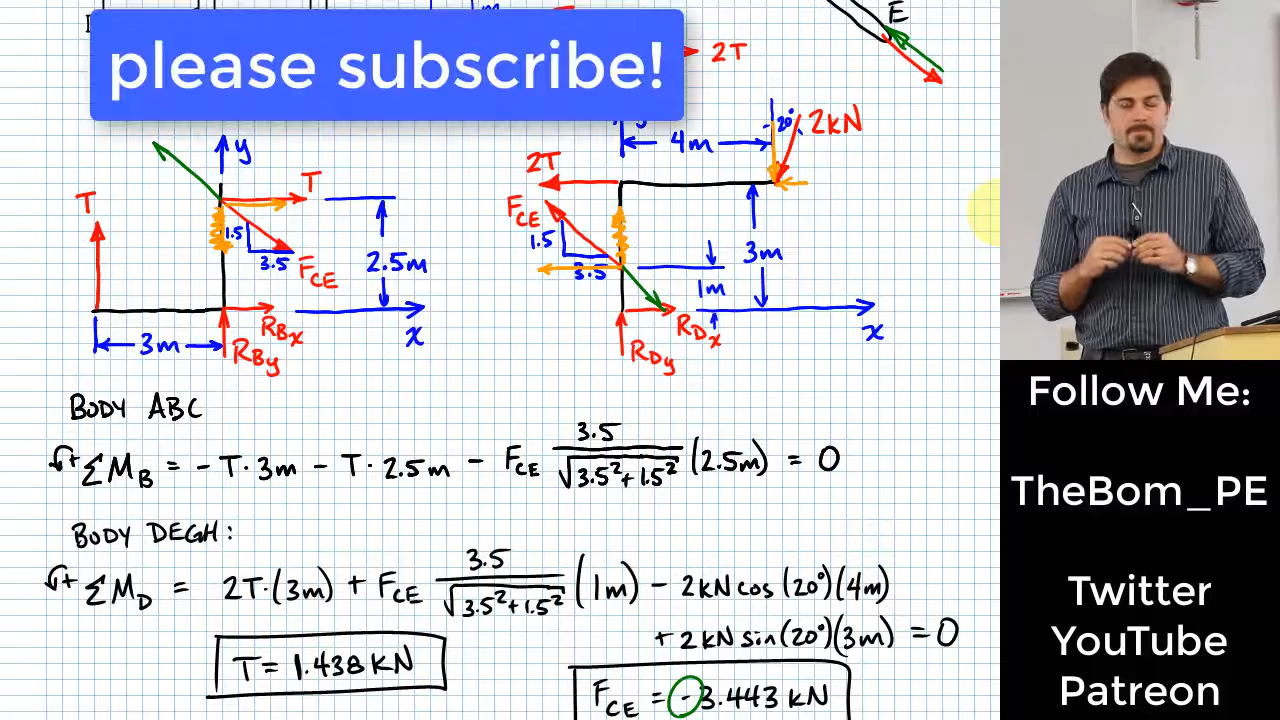 please subscribe!
E
2T
y
T
T
1.5
3.5
F_CE
2.5m
R_Bx
R_By
3m
x
4m
20°
2kN
2T
F_CE
1.5
3.5
3m
1m
R_Dx
R_Dy
x
BODY ABC
+ ΣM_B = - T·3m - T·2.5m - F_CE 3.5/√(3.5²+1.5²) (2.5m) = 0
BODY DEGH:
+ ΣM_D = 2T·(3m) + F_CE 3.5/√(3.5²+1.5²) (1m) - 2kN cos(20°)(4m)
+ 2kN sin(20°)(3m) = 0
T = 1.438 KN
F_CE = -3.443 KN
Follow Me:
TheBom_PE
Twitter
YouTube
Patreon